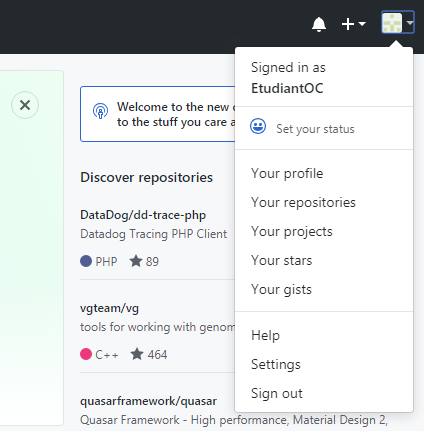 Signed in as
EtudiantOC
Set your status
Your profile
Your repositories
Your projects
Your stars
Your gists
Help
Settings
Sign out
Welcome to the new
to the stuff you care a
Discover repositories
DataDog/dd-trace-php
Datadog Tracing PHP Client
PHP 89
vgteam/vg
tools for working with genom
C++ 464
quasarframework/quasar
Quasar Framework - High performance, Material Design 2,